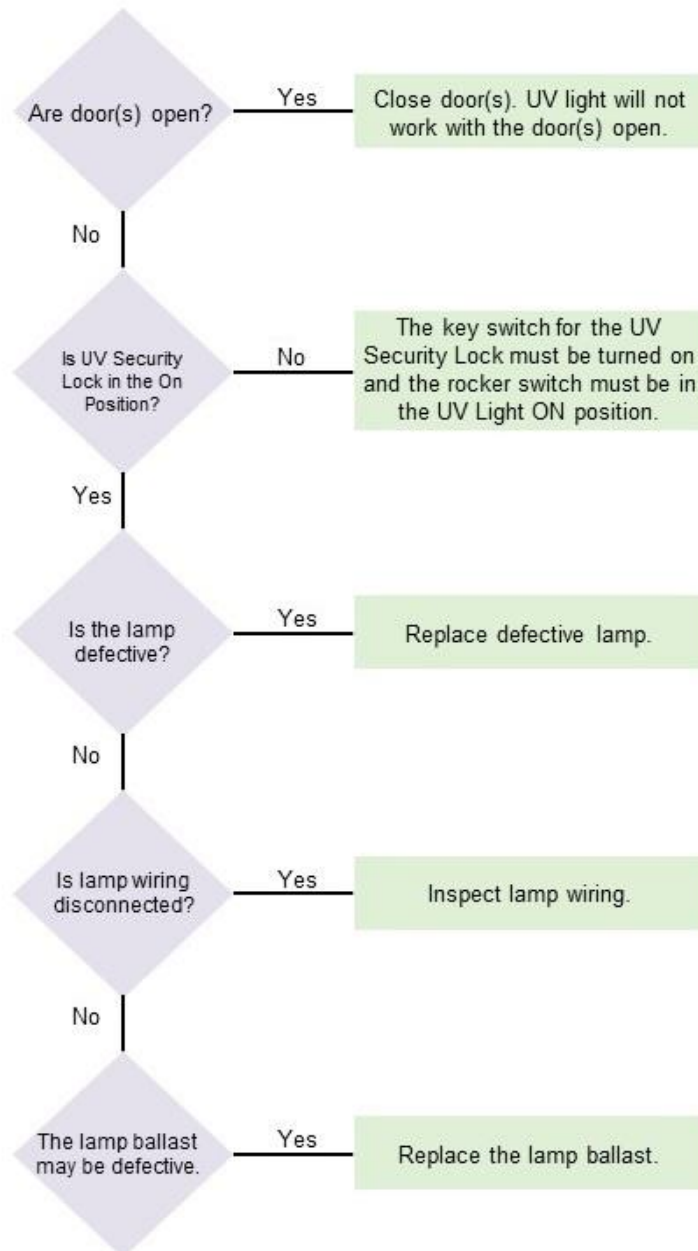 Are door(s) open?
Yes
Close door(s). UV light will not
work with the door(s) open.
No
Is UV Security
Lock in the On
Position?
No
The key switch for the UV
Security Lock must be turned on
and the rocker switch must be in
the UV Light ON position.
Yes
Is the lamp
defective?
Yes
Replace defective lamp.
No
Is lamp wiring
disconnected?
Yes
Inspect lamp wiring.
No
The lamp ballast
may be defective.
Yes
Replace the lamp ballast.